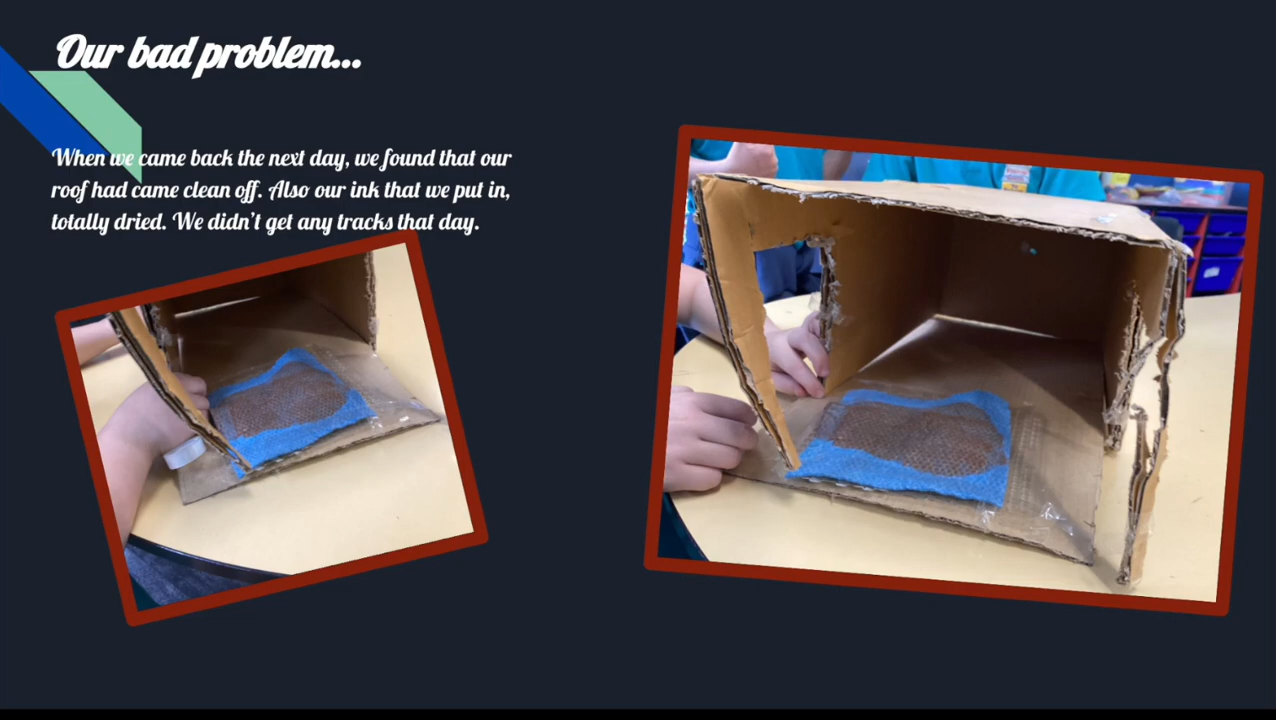 Our bad problem...
When we came back the next day, we found that our
roof had came clean off. Also our ink that we put in,
totally dried. We didn't get any tracks that day.